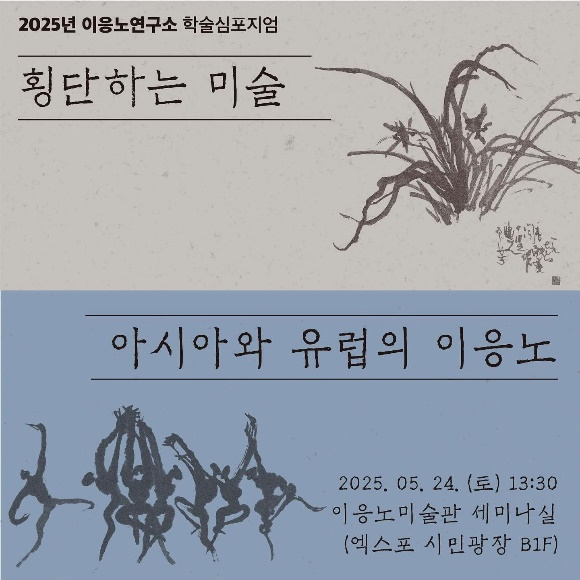 2025년 이응노연구소 학술심포지엄
횡단하는 미술
아시아와 유럽의 이응노
2025. 05. 24. (토) 13:30
이응노미술관 세미나실
(엑스포 시민광장 B1F)